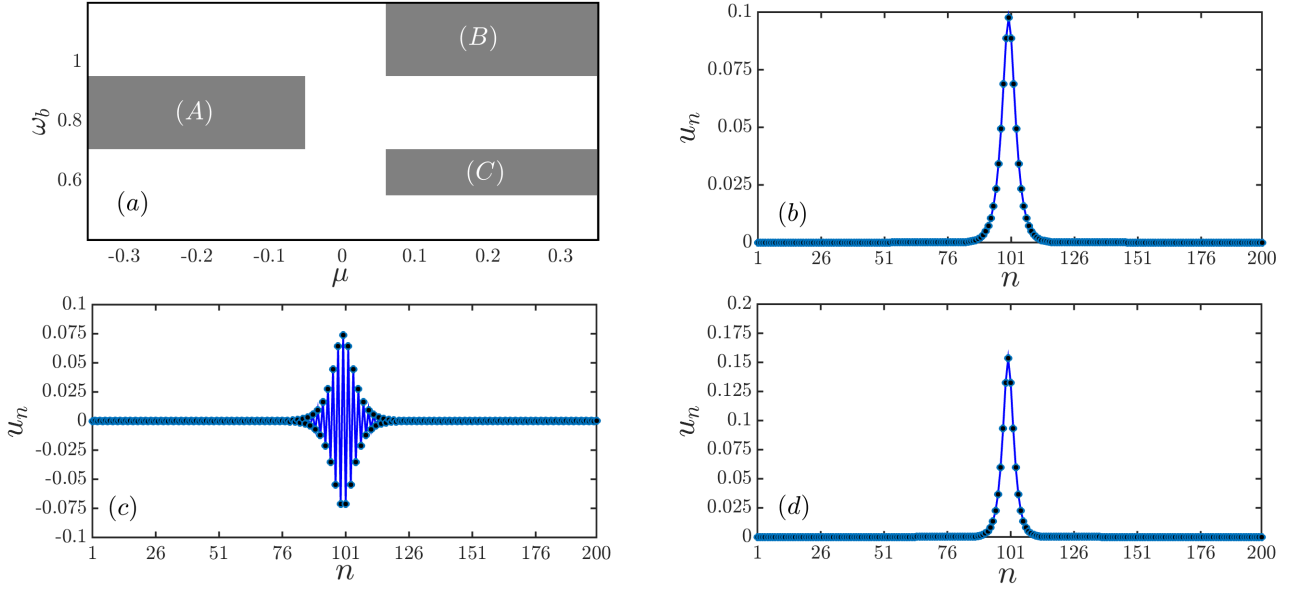 (B)
1
(A)
ω_b 0.8
(C)
0.6
(a)
-0.3 -0.2 -0.1 0 0.1 0.2 0.3
μ
0.1
0.075
u_n 0.05
0.025
(b)
0
1 26 51 76 101 126 151 176 200
n
0.1
0.075
0.05
0.025
u_n 0
-0.025
-0.05
-0.075
(c)
-0.1
1 26 51 76 101 126 151 176 200
n
0.2
0.175
0.15
0.125
u_n 0.1
0.075
0.05
0.025
(d)
0
1 26 51 76 101 126 151 176 200
n